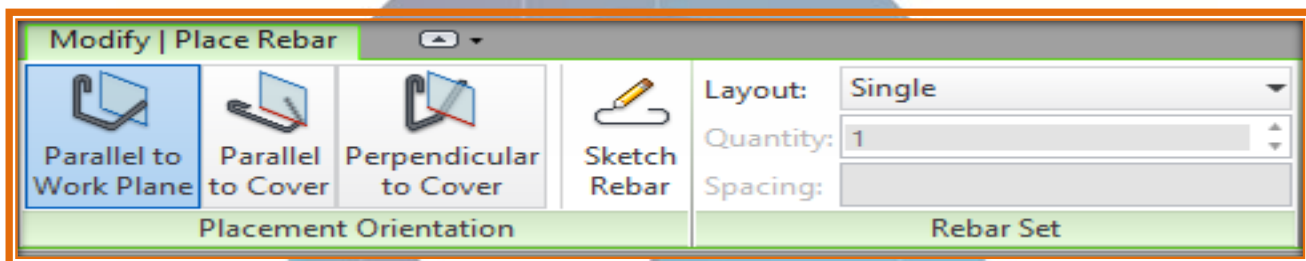 Modify | Place Rebar
Parallel to
Work Plane
Parallel
to Cover
Perpendicular
to Cover
Sketch
Rebar
Placement Orientation
Layout: Single
Quantity: 1
Spacing:
Rebar Set